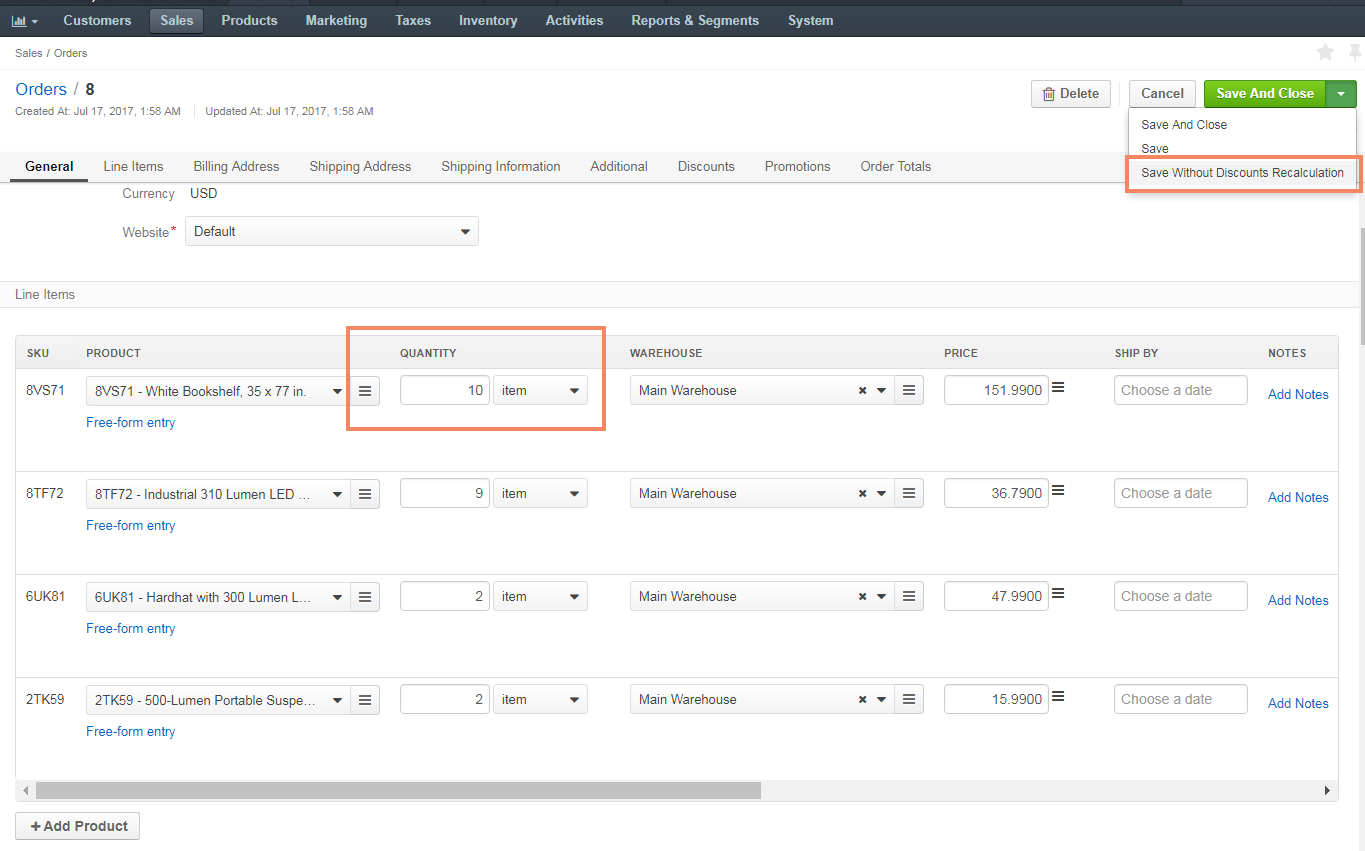 Customers Sales Products Marketing Taxes Inventory Activities Reports & Segments System
Sales / Orders
Orders / 8
Delete Cancel Save And Close
Created At: Jul 17, 2017, 1:58 AM Updated At: Jul 17, 2017, 1:58 AM
Save And Close
Save
Save Without Discounts Recalculation
General Line Items Billing Address Shipping Address Shipping Information Additional Discounts Promotions Order Totals
Currency USD
Website* Default
Line Items
SKU PRODUCT QUANTITY WAREHOUSE PRICE SHIP BY NOTES
8VS71 8VS71 - White Bookshelf, 35 x 77 in. 10 item Main Warehouse 151.9900 Choose a date Add Notes
Free-form entry
8TF72 8TF72 - Industrial 310 Lumen LED ... 9 item Main Warehouse 36.7900 Choose a date Add Notes
Free-form entry
6UK81 6UK81 - Hardhat with 300 Lumen L... 2 item Main Warehouse 47.9900 Choose a date Add Notes
Free-form entry
2TK59 2TK59 - 500-Lumen Portable Suspe... 2 item Main Warehouse 15.9900 Choose a date Add Notes
Free-form entry
+ Add Product